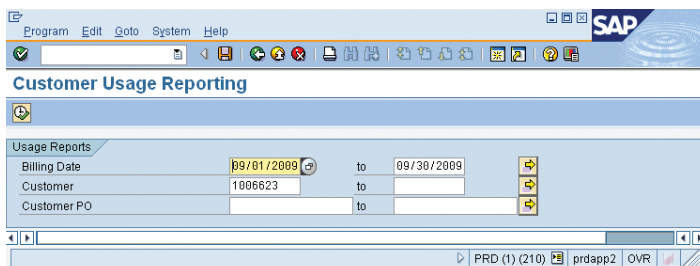 Program Edit Goto System Help
SAP
Customer Usage Reporting
Usage Reports
Billing Date 09/01/2009 to 09/30/2009
Customer 1006623 to
Customer PO to
PRD (1) (210) prdapp2 OVR